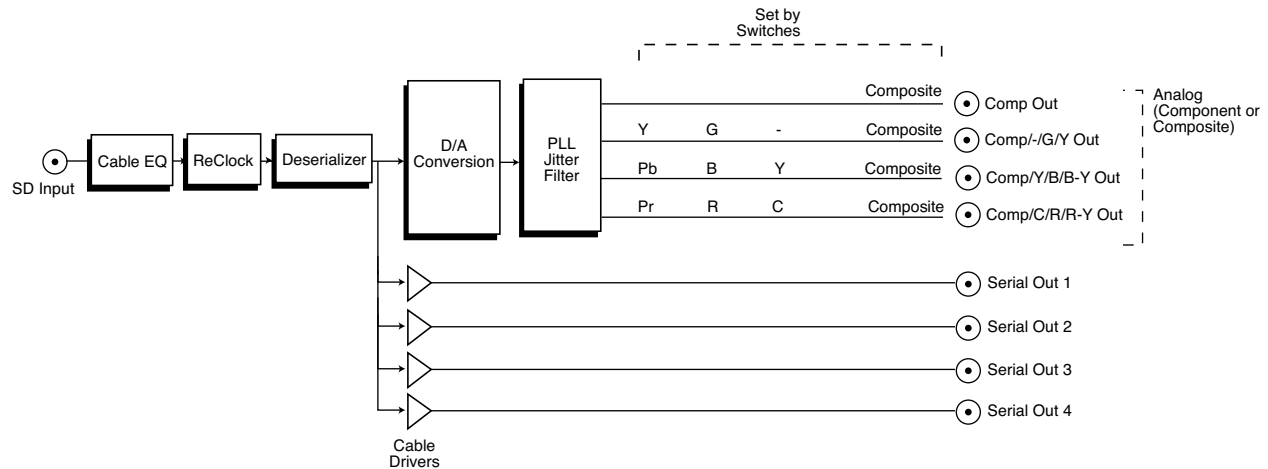 Set by
Switches
SD Input
Cable EQ
ReClock
Deserializer
D/A
Conversion
PLL
Jitter
Filter
Composite
Comp Out
Y G - Composite
Comp/-/G/Y Out
Pb B Y Composite
Comp/Y/B/B-Y Out
Pr R C Composite
Comp/C/R/R-Y Out
Analog
(Component or
Composite)
Serial Out 1
Serial Out 2
Serial Out 3
Serial Out 4
Cable
Drivers